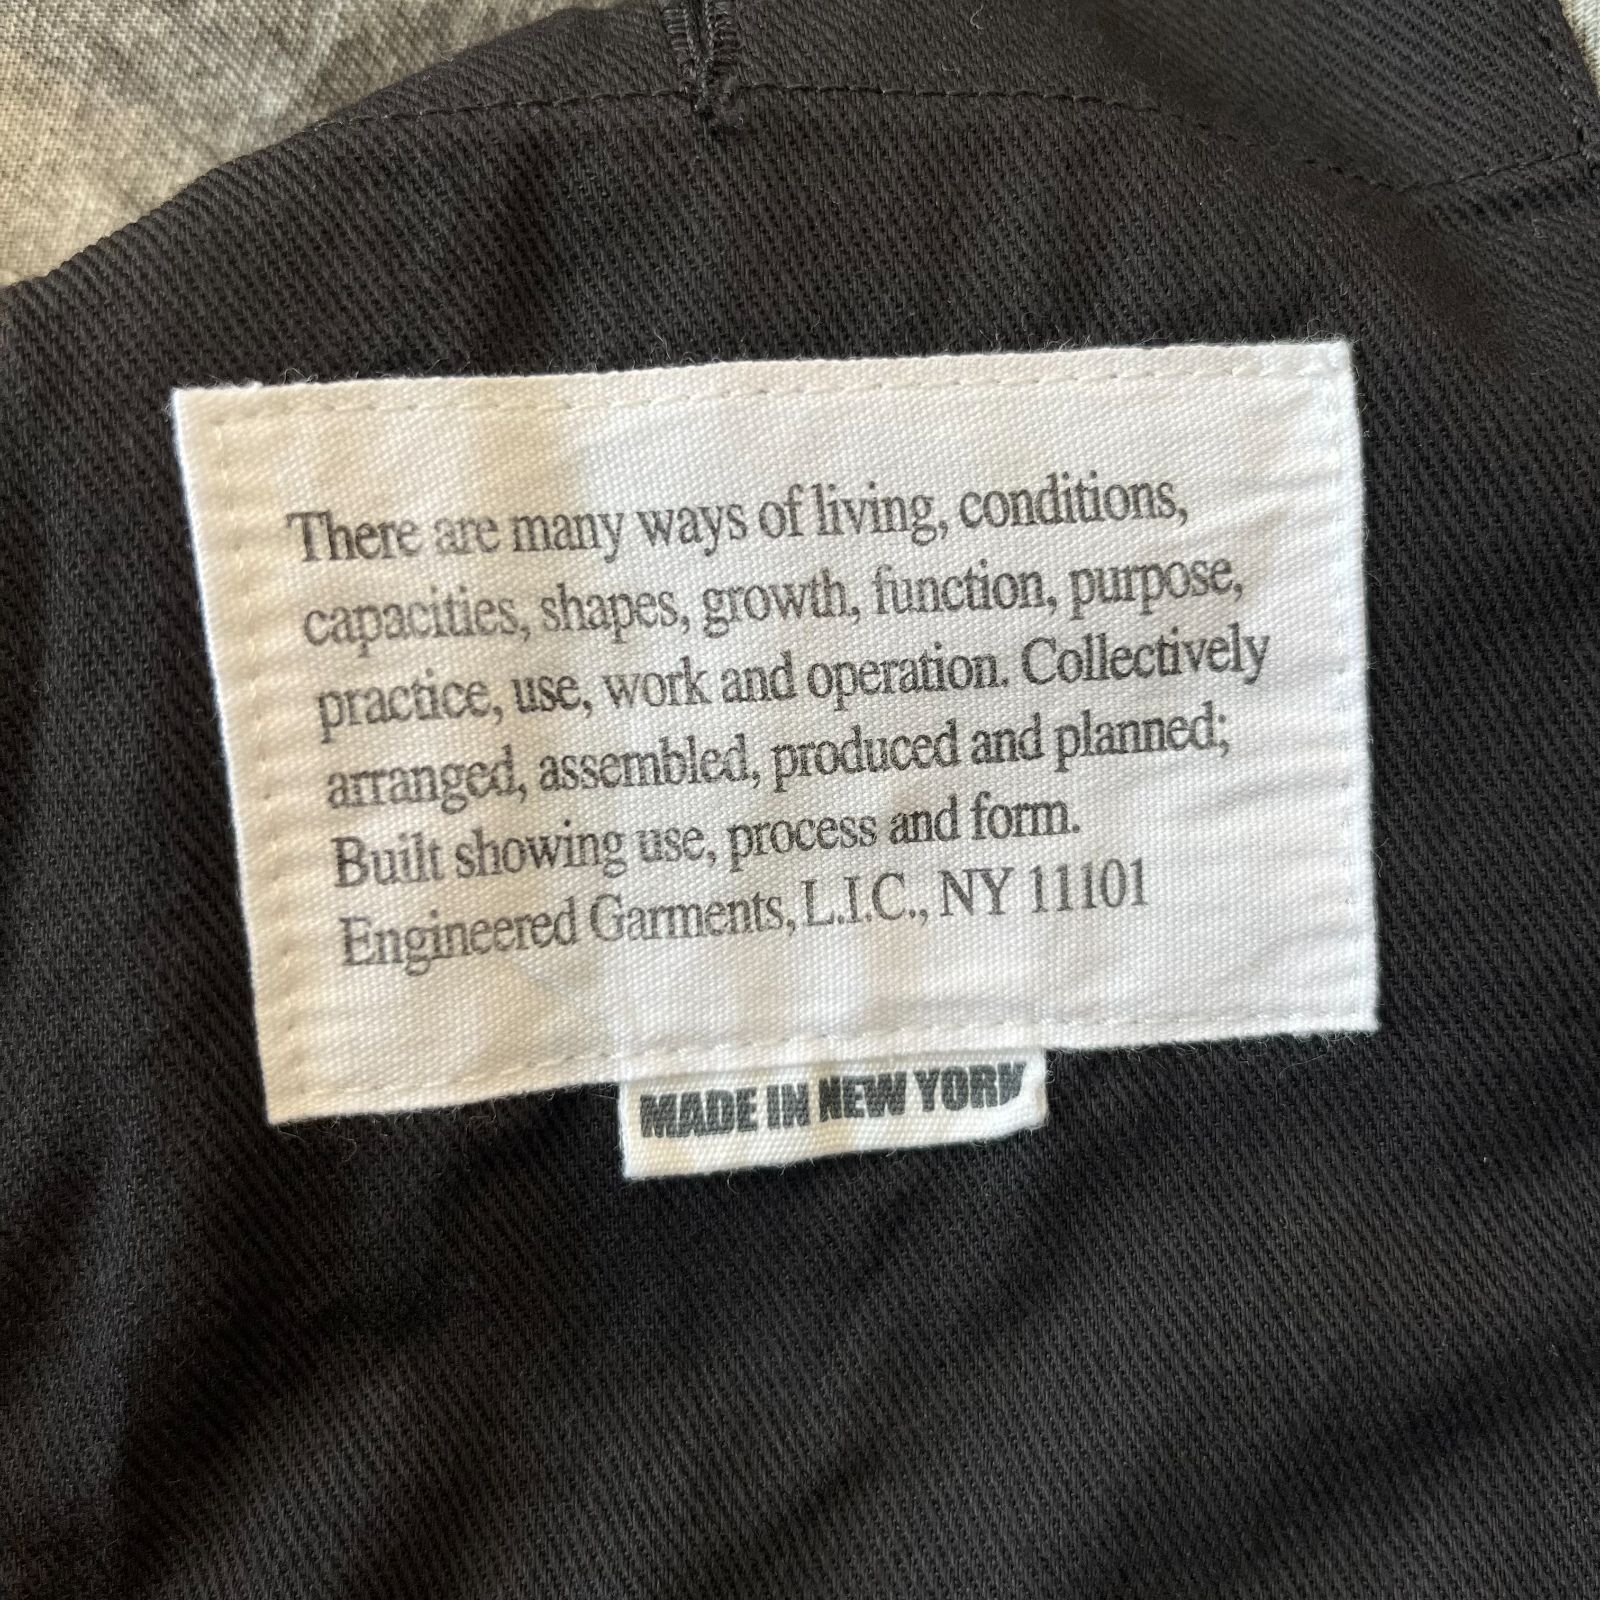 There are many ways of living, conditions,
capacities, shapes, growth, function, purpose,
practice, use, work and operation. Collectively
arranged, assembled, produced and planned;
Built showing use, process and form.
Engineered Garments, L.I.C., NY 11101
MADE IN NEW YORK